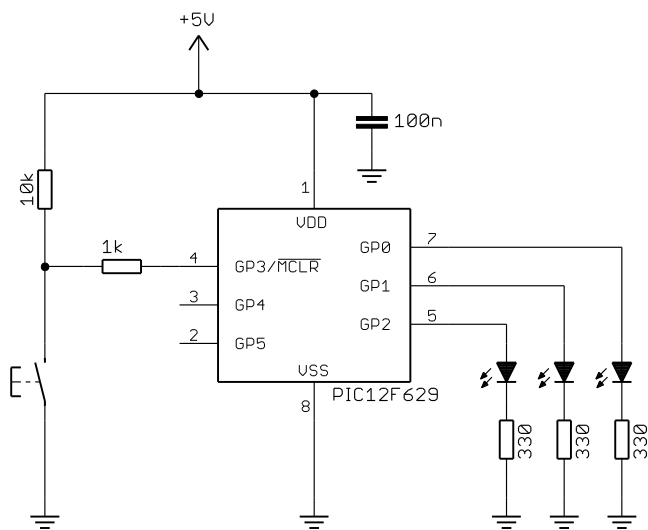 +5V
100n
10k
1
VDD
1k
4
GP3/MCLR
GP0
7
3
GP4
GP1
6
2
GP5
GP2
5
VSS
8
PIC12F629
330
330
330